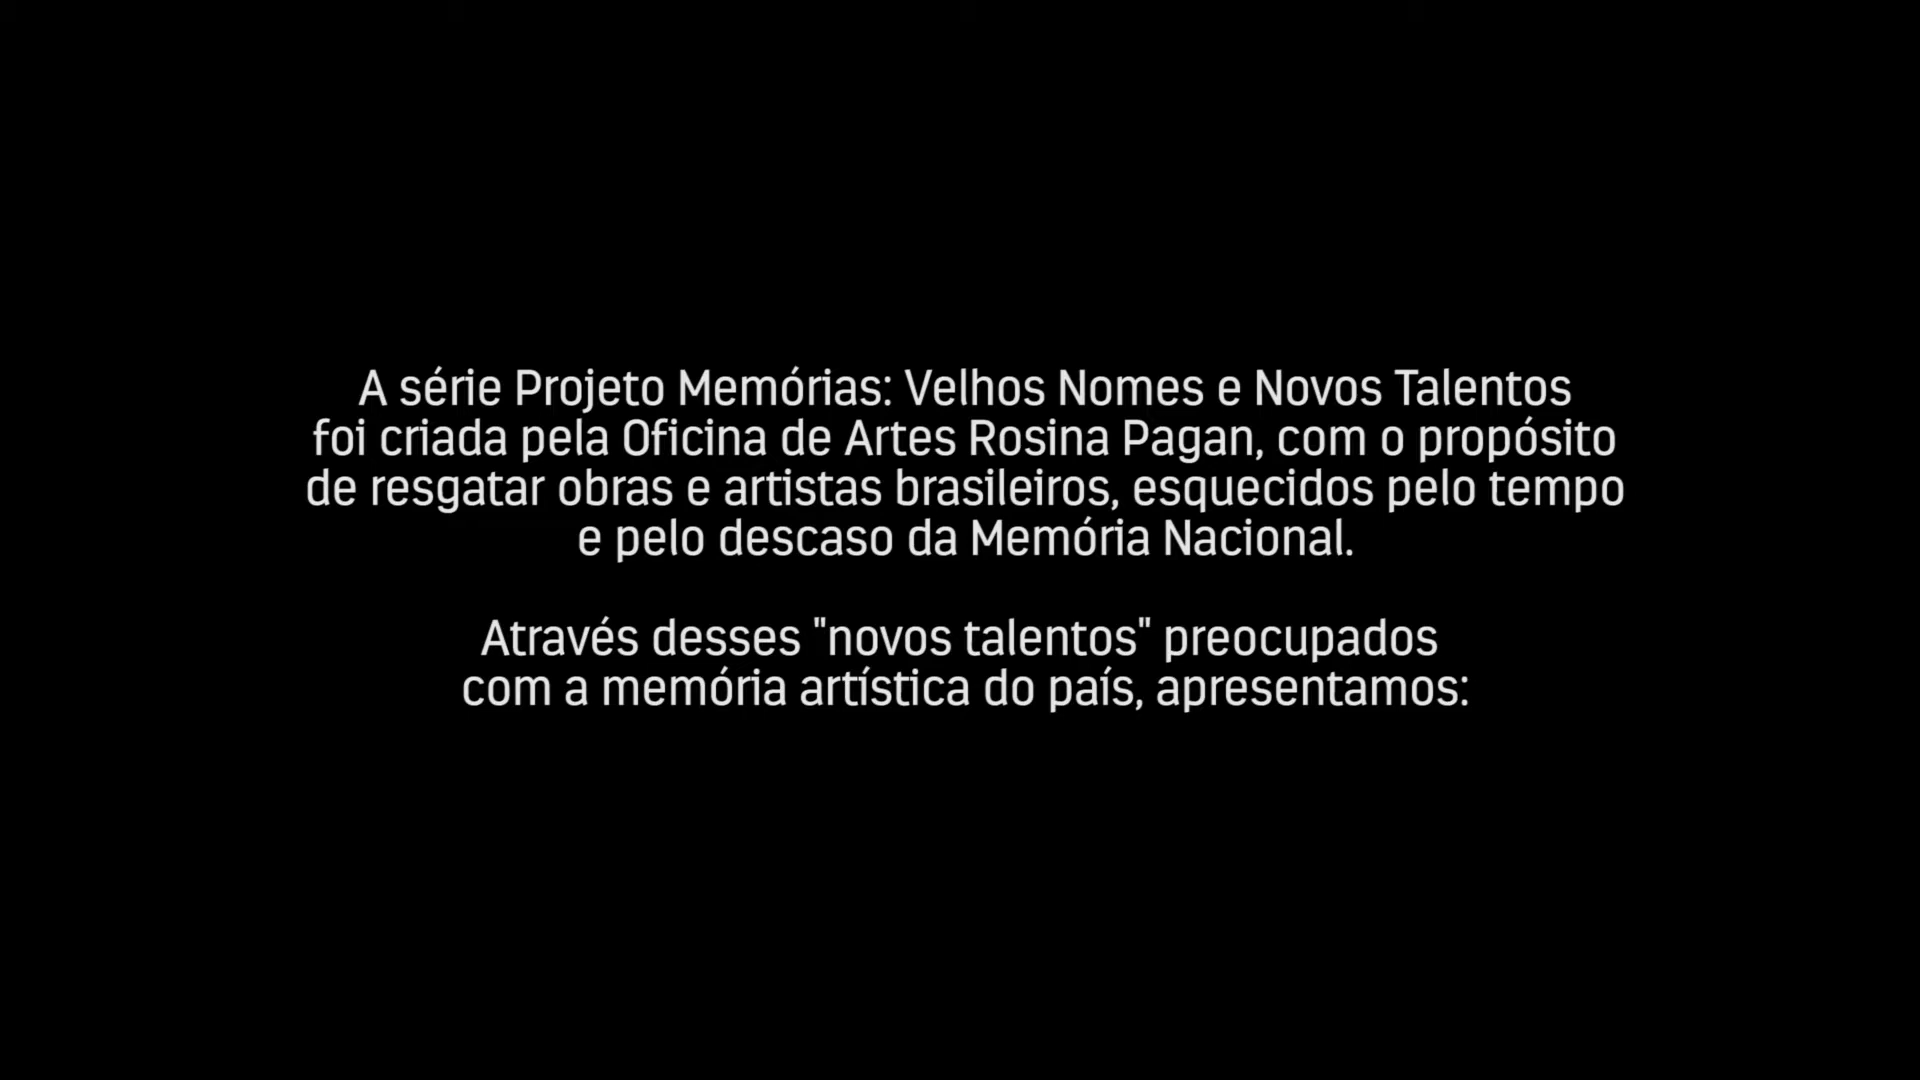 A série Projeto Memórias: Velhos Nomes e Novos Talentos
foi criada pela Oficina de Artes Rosina Pagan, com o propósito
de resgatar obras e artistas brasileiros, esquecidos pelo tempo
e pelo descaso da Memória Nacional.
Através desses "novos talentos" preocupados
com a memória artística do país, apresentamos: